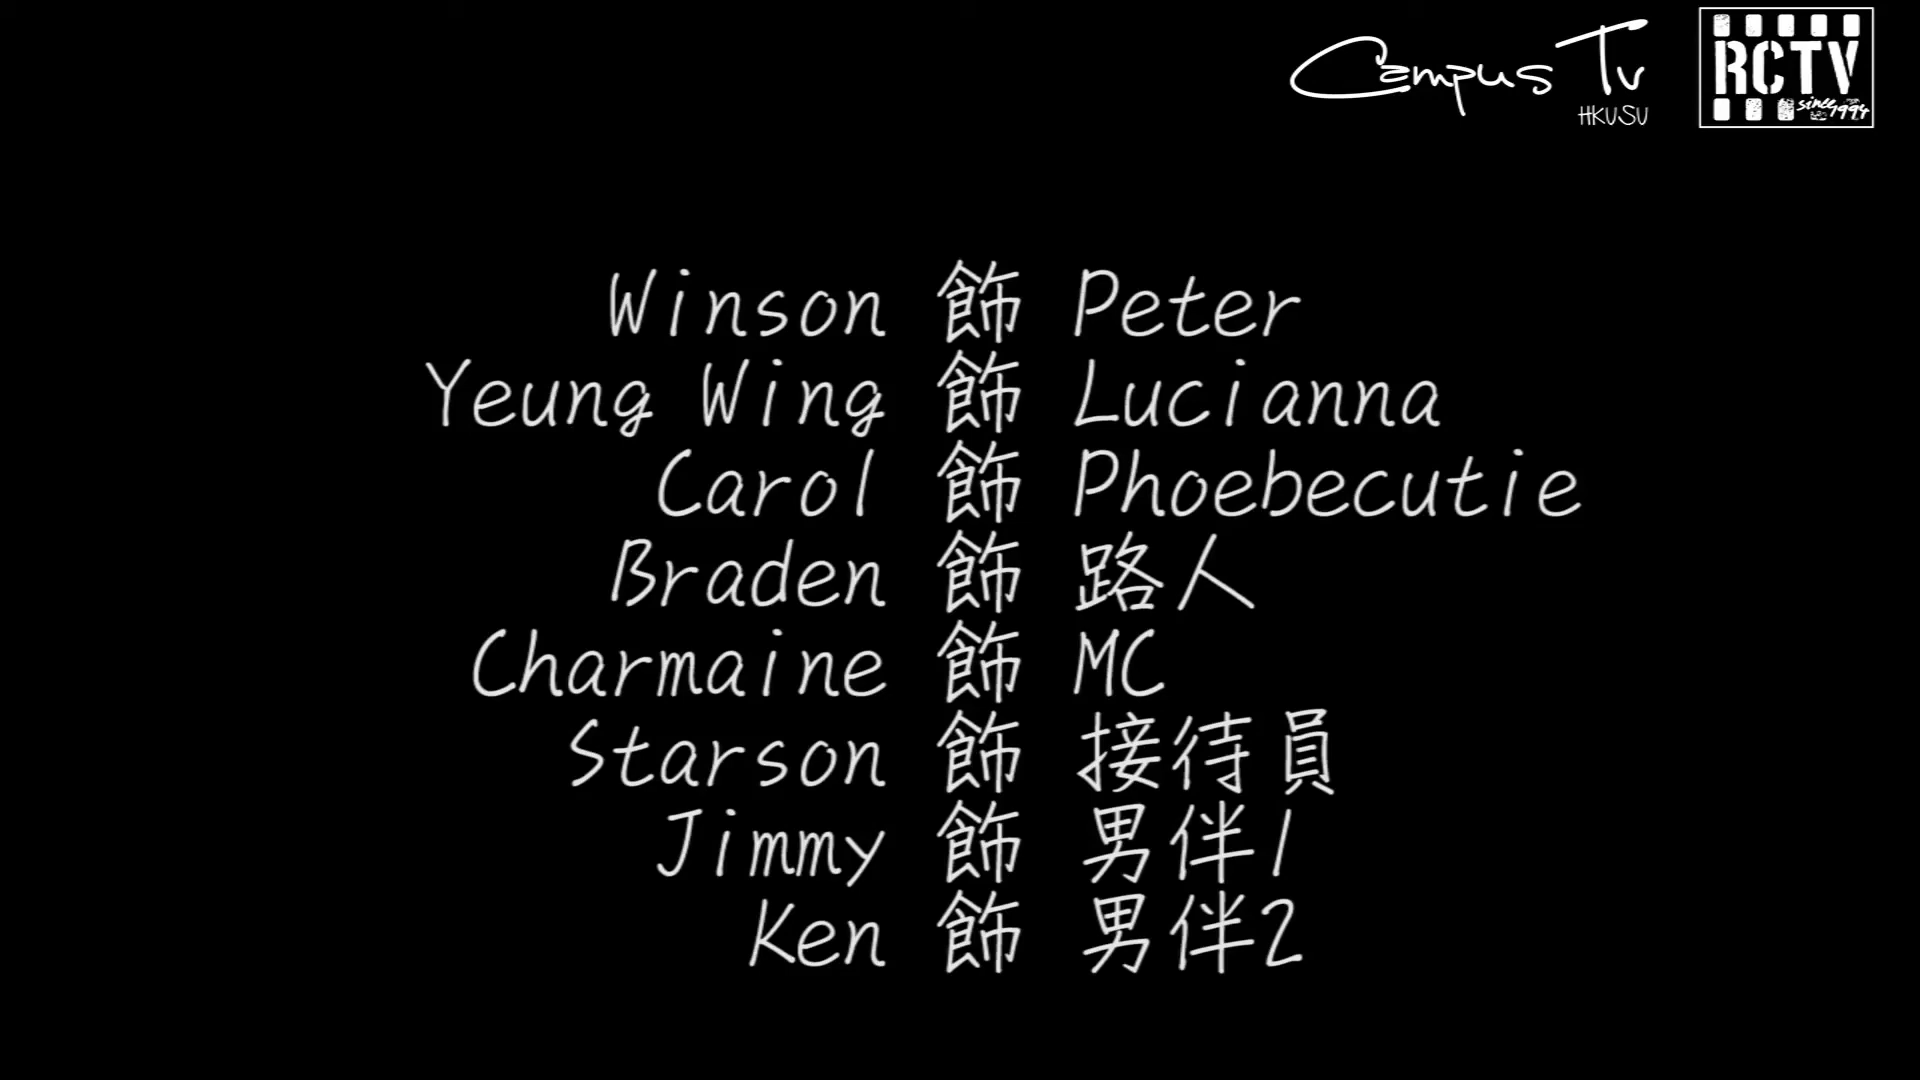 Campus TV
HKUSU
RCTV
since 1994
Winson 飾 Peter
Yeung Wing 飾 Lucianna
Carol 飾 Phoebecutie
Braden 飾 路人
Charmaine 飾 MC
Starson 飾 接待員
Jimmy 飾 男伴1
Ken 飾 男伴2